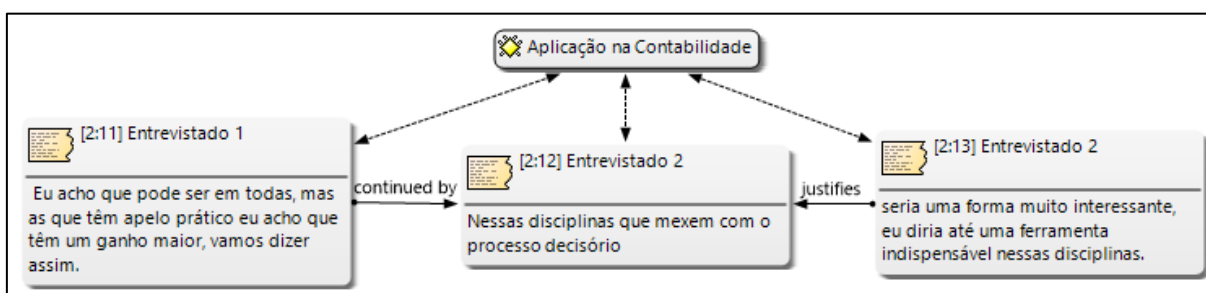 Aplicação na Contabilidade
[2:11] Entrevistado 1
Eu acho que pode ser em todas, mas
as que têm apelo prático eu acho que
têm um ganho maior, vamos dizer
assim.
continued by
[2:12] Entrevistado 2
Nessas disciplinas que mexem com o
processo decisório
justifies
[2:13] Entrevistado 2
seria uma forma muito interessante,
eu diria até uma ferramenta
indispensável nessas disciplinas.